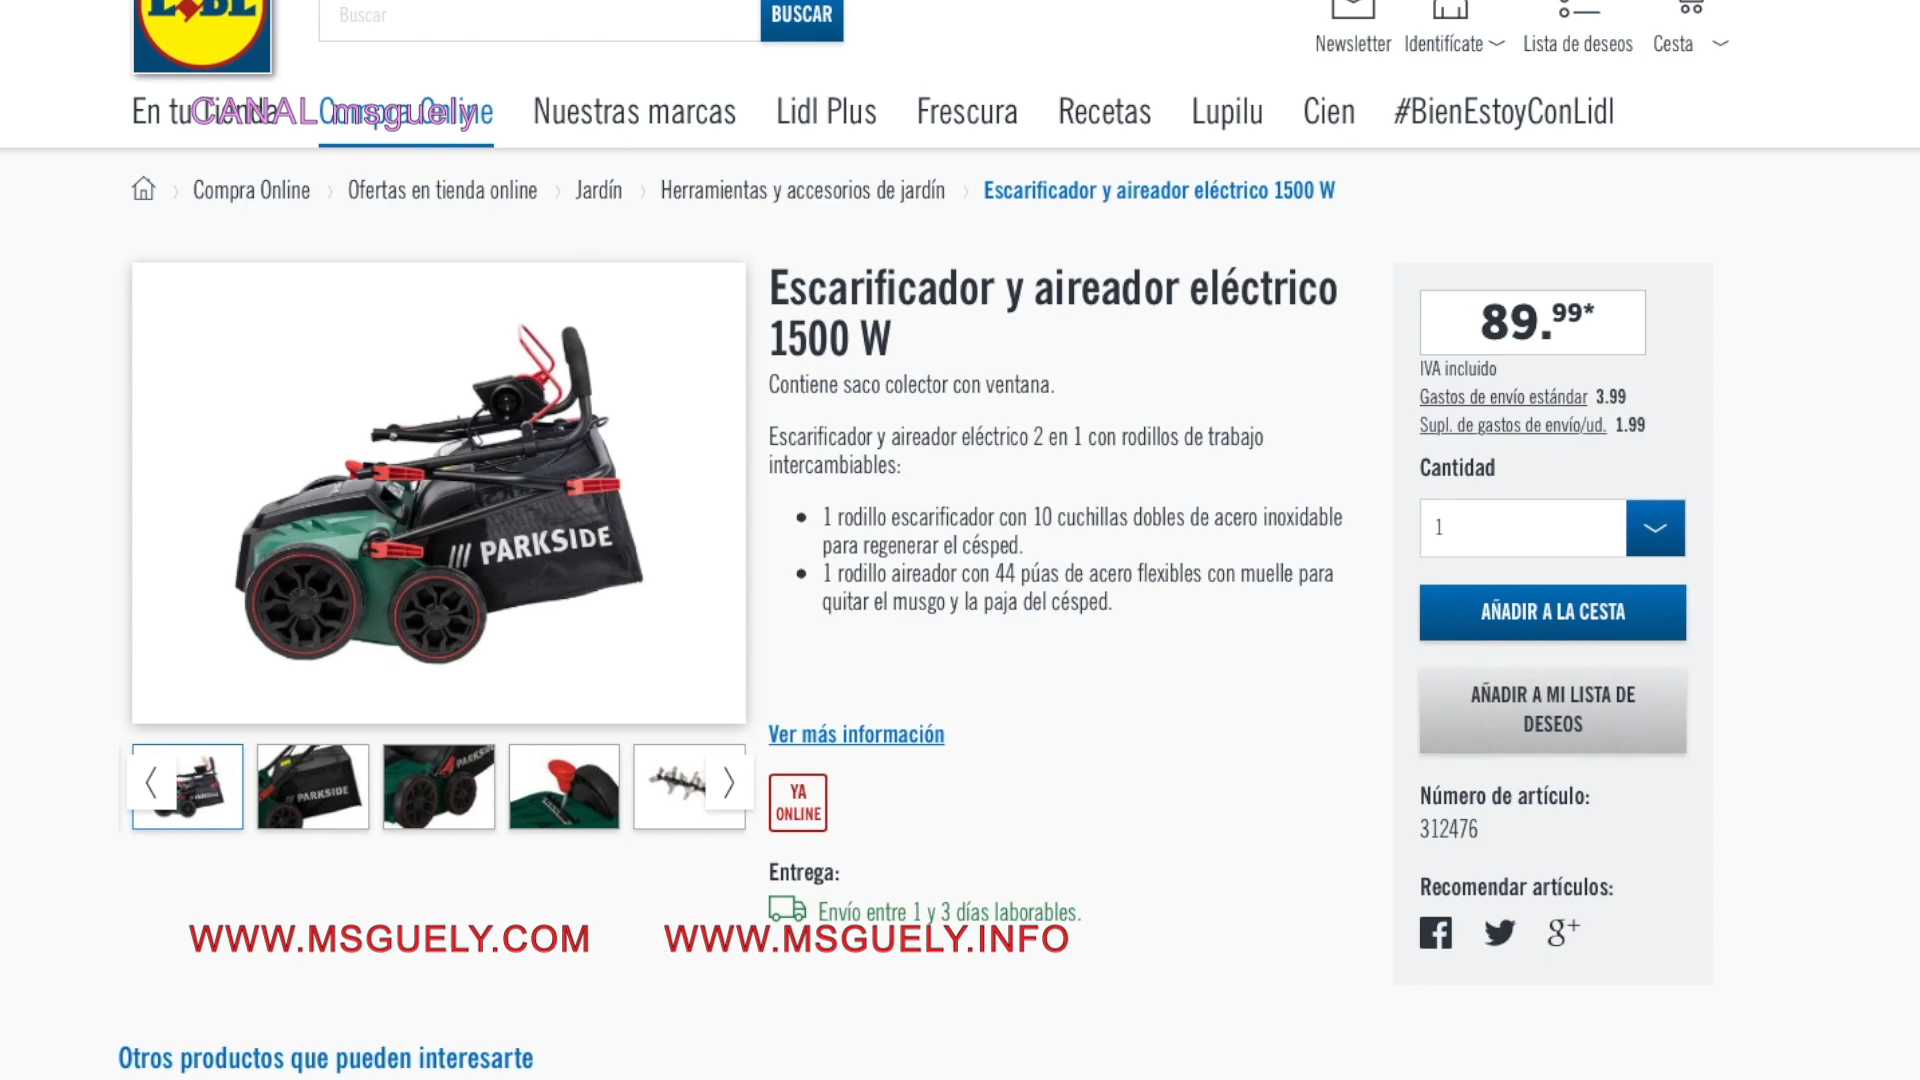 LIDL
Buscar
BUSCAR
Newsletter
Identifícate
Lista de deseos
Cesta
En tu Tienda
Compra Online
Nuestras marcas
Lidl Plus
Frescura
Recetas
Lupilu
Cien
#BienEstoyConLidl
CANAL msguely
Compra Online
Ofertas en tienda online
Jardín
Herramientas y accesorios de jardín
Escarificador y aireador eléctrico 1500 W
/// PARKSIDE
Escarificador y aireador eléctrico
1500 W
Contiene saco colector con ventana.
Escarificador y aireador eléctrico 2 en 1 con rodillos de trabajo
intercambiables:
1 rodillo escarificador con 10 cuchillas dobles de acero inoxidable
para regenerar el césped.
1 rodillo aireador con 44 púas de acero flexibles con muelle para
quitar el musgo y la paja del césped.
Ver más información
YA
ONLINE
Entrega:
Envío entre 1 y 3 días laborables.
89.99*
IVA incluido
Gastos de envío estándar 3.99
Supl. de gastos de envío/ud. 1.99
Cantidad
1
AÑADIR A LA CESTA
AÑADIR A MI LISTA DE
DESEOS
Número de artículo:
312476
Recomendar artículos:
g+
PARKSIDE
/// PARKSIDE
WWW.MSGUELY.COM
WWW.MSGUELY.INFO
Otros productos que pueden interesarte